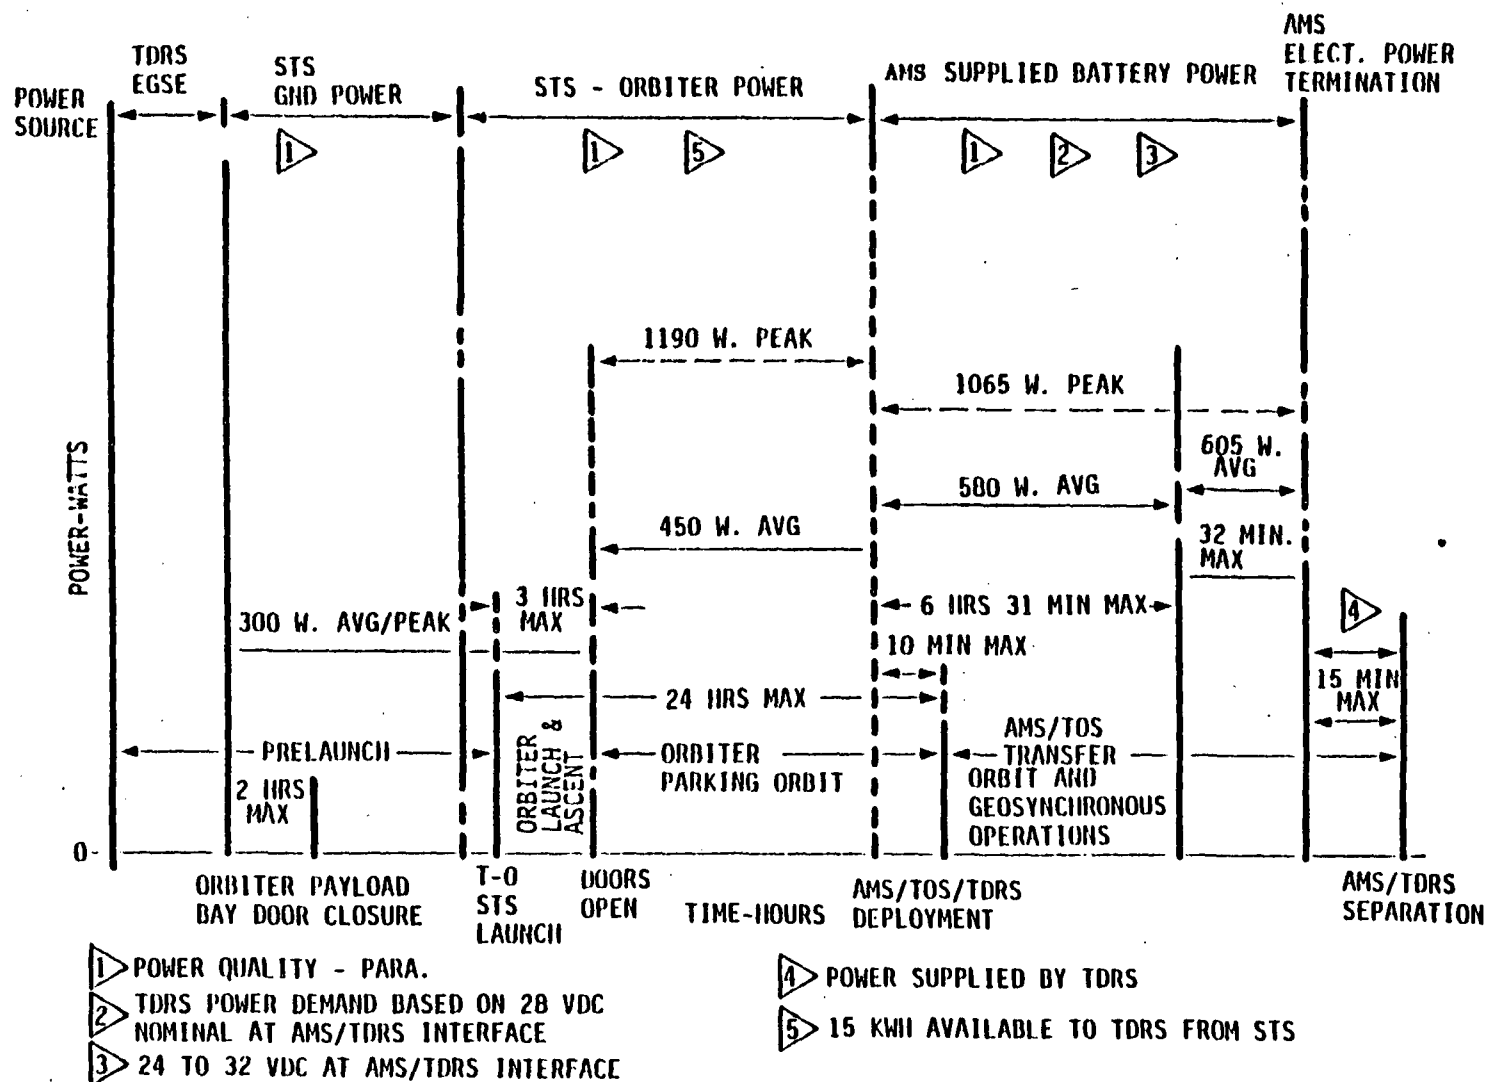 POWER
SOURCE
TDRS
EGSE
STS
GND POWER
STS - ORBITER POWER
AMS SUPPLIED BATTERY POWER
AMS
ELECT. POWER
TERMINATION
1
1
5
1
2
3
1190 W. PEAK
1065 W. PEAK
605 W.
AVG
580 W. AVG
450 W. AVG
32 MIN.
MAX
POWER-WATTS
3 HRS
MAX
6 HRS 31 MIN MAX
4
300 W. AVG/PEAK
10 MIN MAX
15 MIN
MAX
24 HRS MAX
PRELAUNCH
ORBITER
LAUNCH &
ASCENT
ORBITER
PARKING ORBIT
AMS/TOS
TRANSFER
ORBIT AND
GEOSYNCHRONOUS
OPERATIONS
2 HRS
MAX
0-
ORBITER PAYLOAD
BAY DOOR CLOSURE
T-0
STS
LAUNCH
DOORS
OPEN
TIME-HOURS
AMS/TOS/TDRS
DEPLOYMENT
AMS/TDRS
SEPARATION
1 POWER QUALITY - PARA.
2 TDRS POWER DEMAND BASED ON 28 VDC
NOMINAL AT AMS/TDRS INTERFACE
3 24 TO 32 VDC AT AMS/TDRS INTERFACE
4 POWER SUPPLIED BY TDRS
5 15 KWH AVAILABLE TO TDRS FROM STS